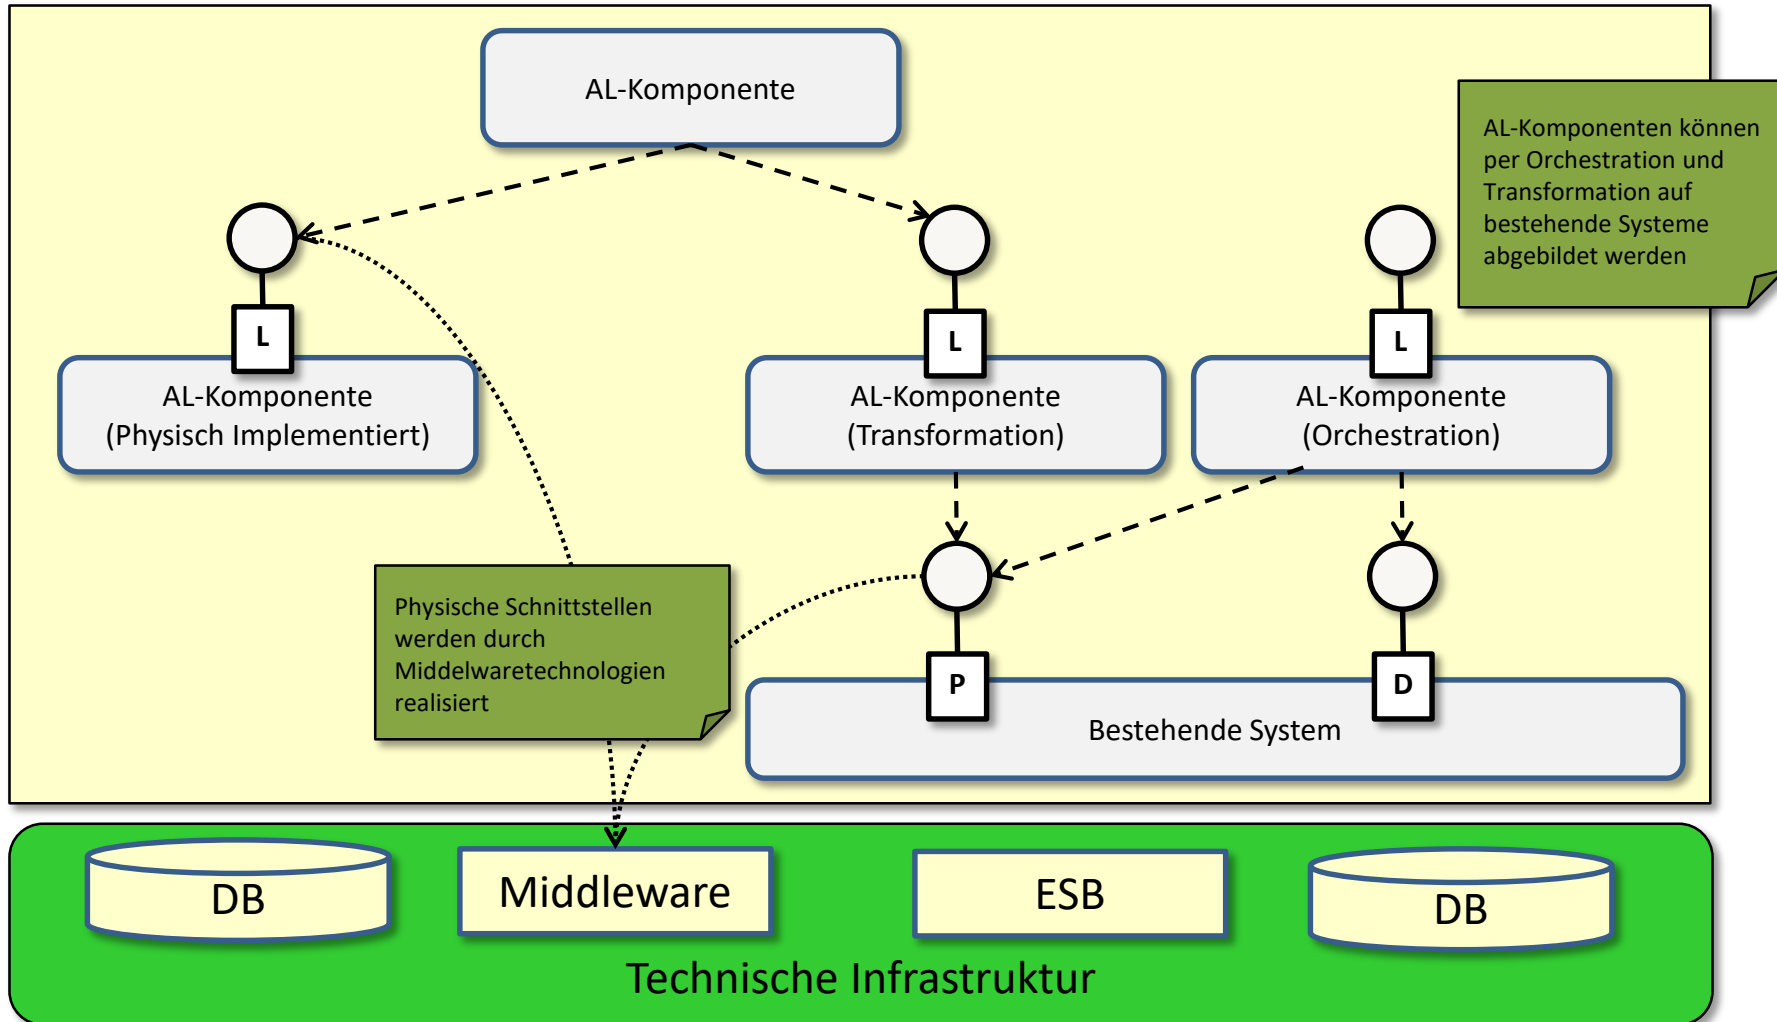 AL-Komponente
AL-Komponenten können
per Orchestration und
Transformation auf
bestehende Systeme
abgebildet werden
L
L
L
AL-Komponente
(Physisch Implementiert)
AL-Komponente
(Transformation)
AL-Komponente
(Orchestration)
Physische Schnittstellen
werden durch
Middelwaretechnologien
realisiert
P
D
Bestehende System
DB
Middleware
ESB
DB
Technische Infrastruktur